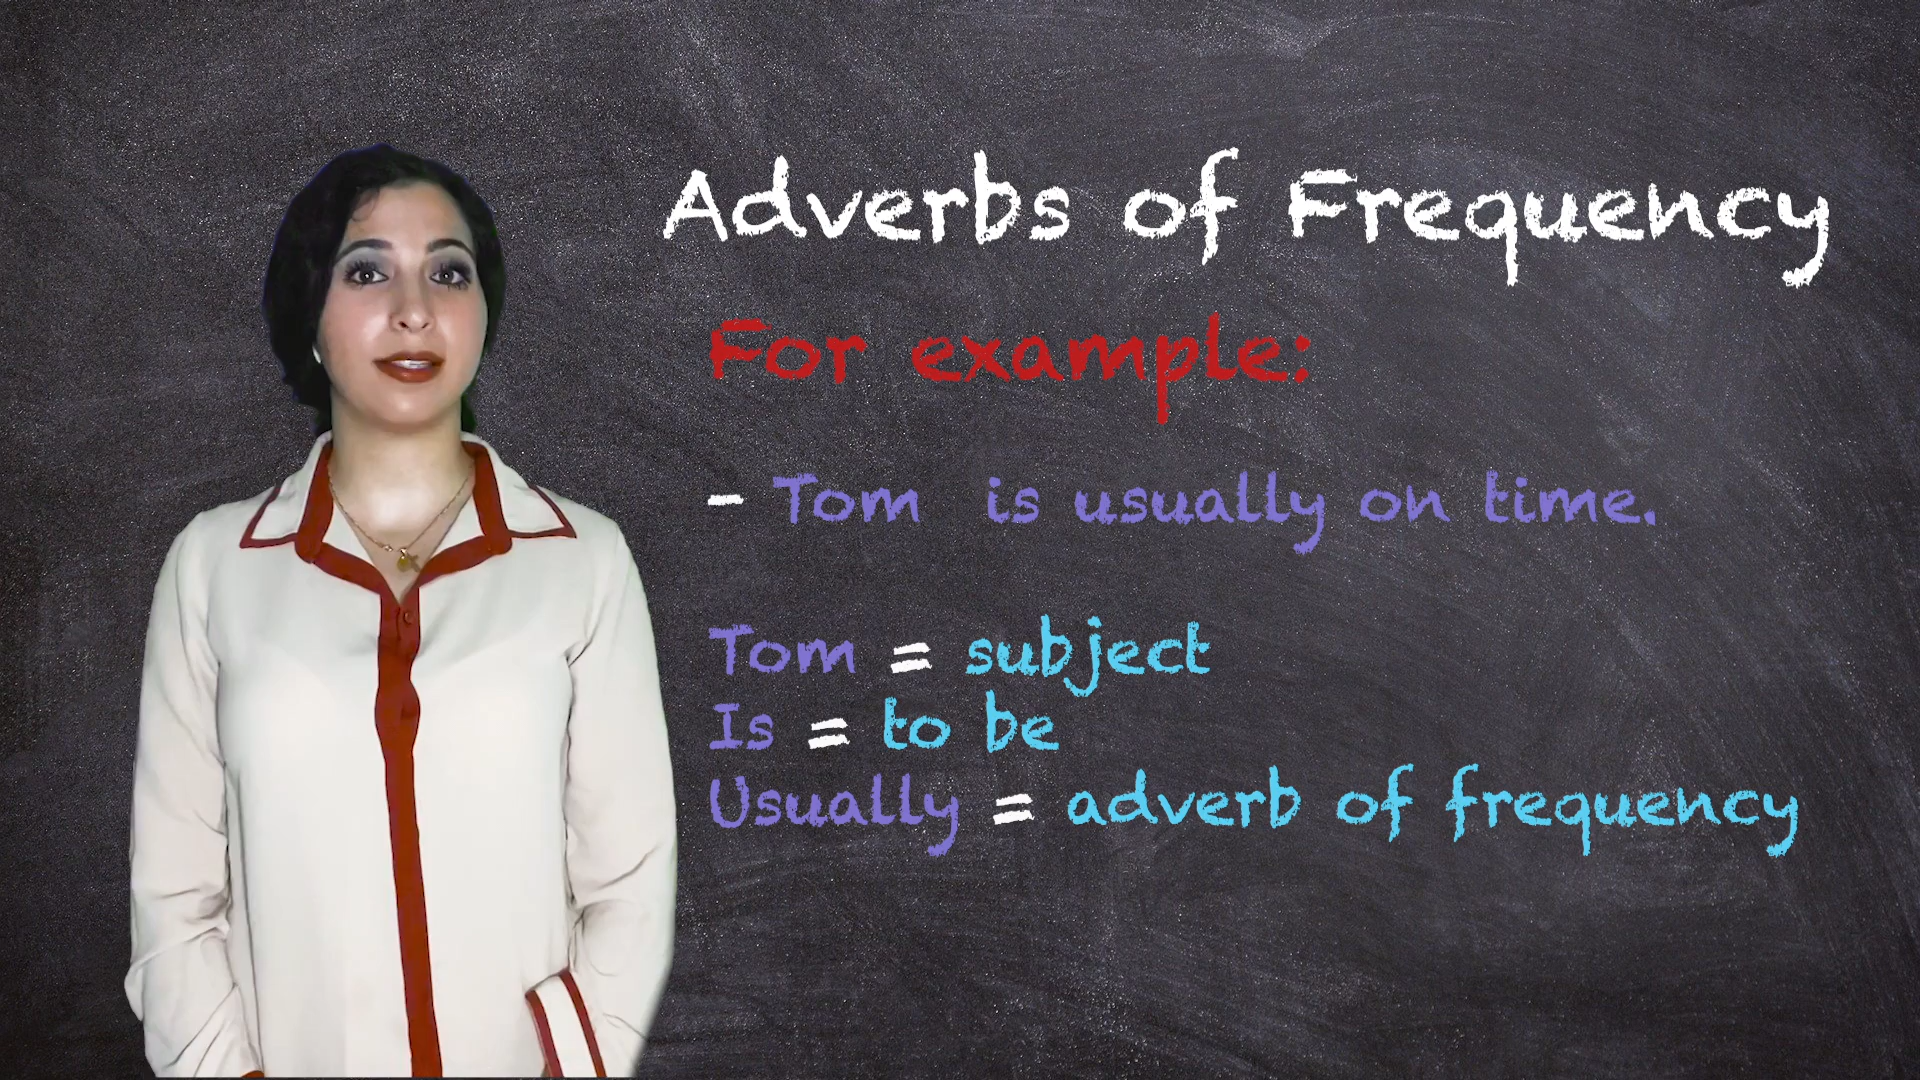 Adverbs of Frequency
For example:
- Tom is usually on time.
Tom = subject
Is = to be
Usually = adverb of frequency